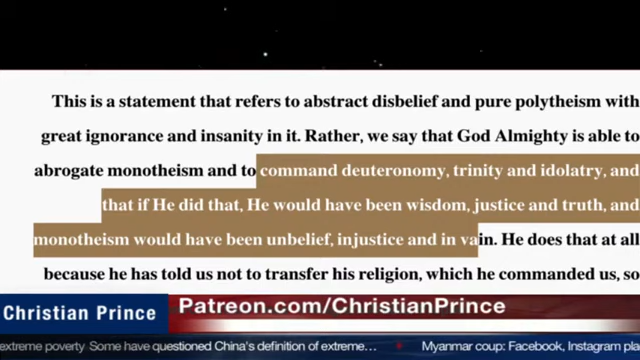 This is a statement that refers to abstract disbelief and pure polytheism with
great ignorance and insanity in it. Rather, we say that God Almighty is able to
abrogate monotheism and to command deuteronomy, trinity and idolatry, and
that if He did that, He would have been wisdom, justice and truth, and
monotheism would have been unbelief, injustice and in vain. He does that at all
because he has told us not to transfer his religion, which he commanded us, so
Christian Prince
Patreon.com/ChristianPrince
extreme poverty Some have questioned China's definition of extreme... Myanmar coup: Facebook, Instagram pla